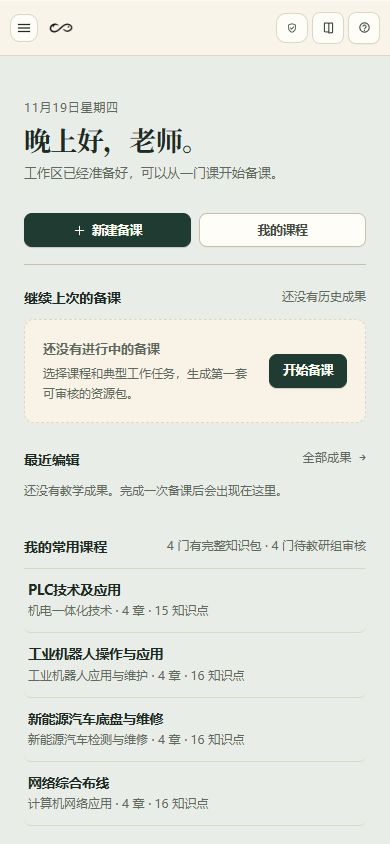 11月19日星期四
晚上好，老师。
工作区已经准备好，可以从一门课开始备课。
+ 新建备课
我的课程
继续上次的备课
还没有历史成果
还没有进行中的备课
选择课程和典型工作任务，生成第一套
可审核的资源包。
开始备课
最近编辑
全部成果 →
还没有教学成果。完成一次备课后会出现在这里。
我的常用课程
4 门有完整知识包 · 4 门待教研组审核
PLC技术及应用
机电一体化技术 · 4 章 · 15 知识点
工业机器人操作与应用
工业机器人应用与维护 · 4 章 · 16 知识点
新能源汽车底盘与维修
新能源汽车检测与维修 · 4 章 · 16 知识点
网络综合布线
计算机网络应用 · 4 章 · 16 知识点